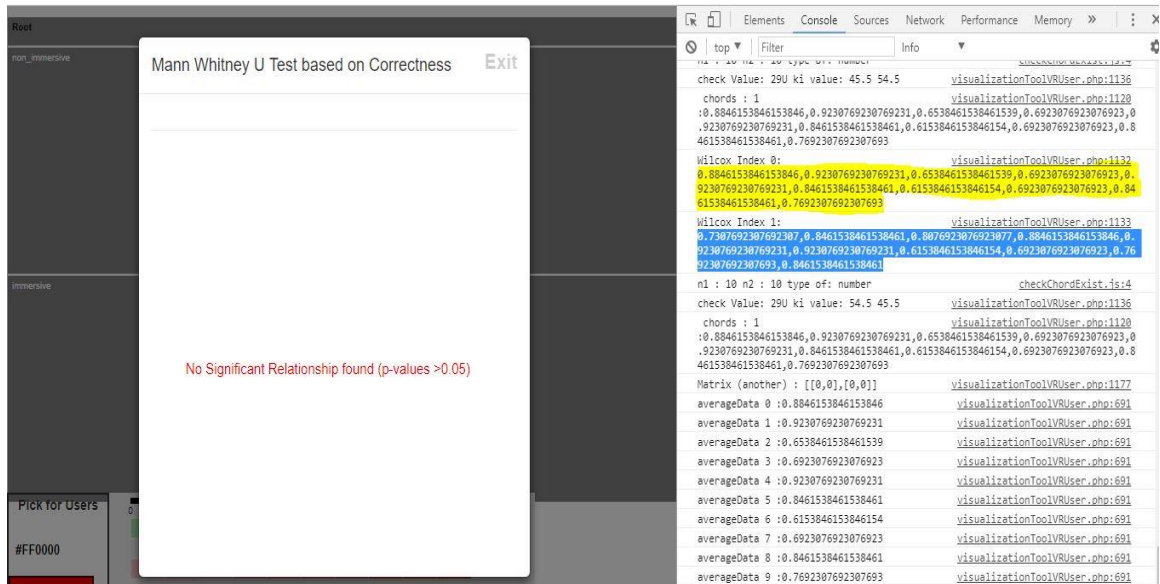 Root
non_immersive
immersive
Mann Whitney U Test based on Correctness
Exit
No Significant Relationship found (p-values >0.05)
Pick for Users
0
#FF0000
Elements Console Sources Network Performance Memory »
top ▼ Filter Info ▼
n1 : 10 n2 : 10 type of: number checkChordExist.js:4
check Value: 29U ki value: 45.5 54.5 visualizationToolVRUser.php:1136
chords : 1 visualizationToolVRUser.php:1120
:0.8846153846153846,0.9230769230769231,0.6538461538461539,0.6923076923076923,0
.9230769230769231,0.8461538461538461,0.6153846153846154,0.6923076923076923,0.8
461538461538461,0.7692307692307693
Wilcox Index 0: visualizationToolVRUser.php:1132
0.8846153846153846,0.9230769230769231,0.6538461538461539,0.6923076923076923,0.
9230769230769231,0.8461538461538461,0.6153846153846154,0.6923076923076923,0.84
61538461538461,0.7692307692307693
Wilcox Index 1: visualizationToolVRUser.php:1133
0.7307692307692307,0.8461538461538461,0.8076923076923077,0.8846153846153846,0.
9230769230769231,0.9230769230769231,0.6153846153846154,0.6923076923076923,0.76
92307692307693,0.8461538461538461
n1 : 10 n2 : 10 type of: number checkChordExist.js:4
check Value: 29U ki value: 54.5 45.5 visualizationToolVRUser.php:1136
chords : 1 visualizationToolVRUser.php:1120
:0.8846153846153846,0.9230769230769231,0.6538461538461539,0.6923076923076923,0
.9230769230769231,0.8461538461538461,0.6153846153846154,0.6923076923076923,0.8
461538461538461,0.7692307692307693
Matrix (another) : [[0,0],[0,0]] visualizationToolVRUser.php:1177
averageData 0 :0.8846153846153846 visualizationToolVRUser.php:691
averageData 1 :0.9230769230769231 visualizationToolVRUser.php:691
averageData 2 :0.6538461538461539 visualizationToolVRUser.php:691
averageData 3 :0.6923076923076923 visualizationToolVRUser.php:691
averageData 4 :0.9230769230769231 visualizationToolVRUser.php:691
averageData 5 :0.8461538461538461 visualizationToolVRUser.php:691
averageData 6 :0.6153846153846154 visualizationToolVRUser.php:691
averageData 7 :0.6923076923076923 visualizationToolVRUser.php:691
averageData 8 :0.8461538461538461 visualizationToolVRUser.php:691
averageData 9 :0.7692307692307693 visualizationToolVRUser.php:691